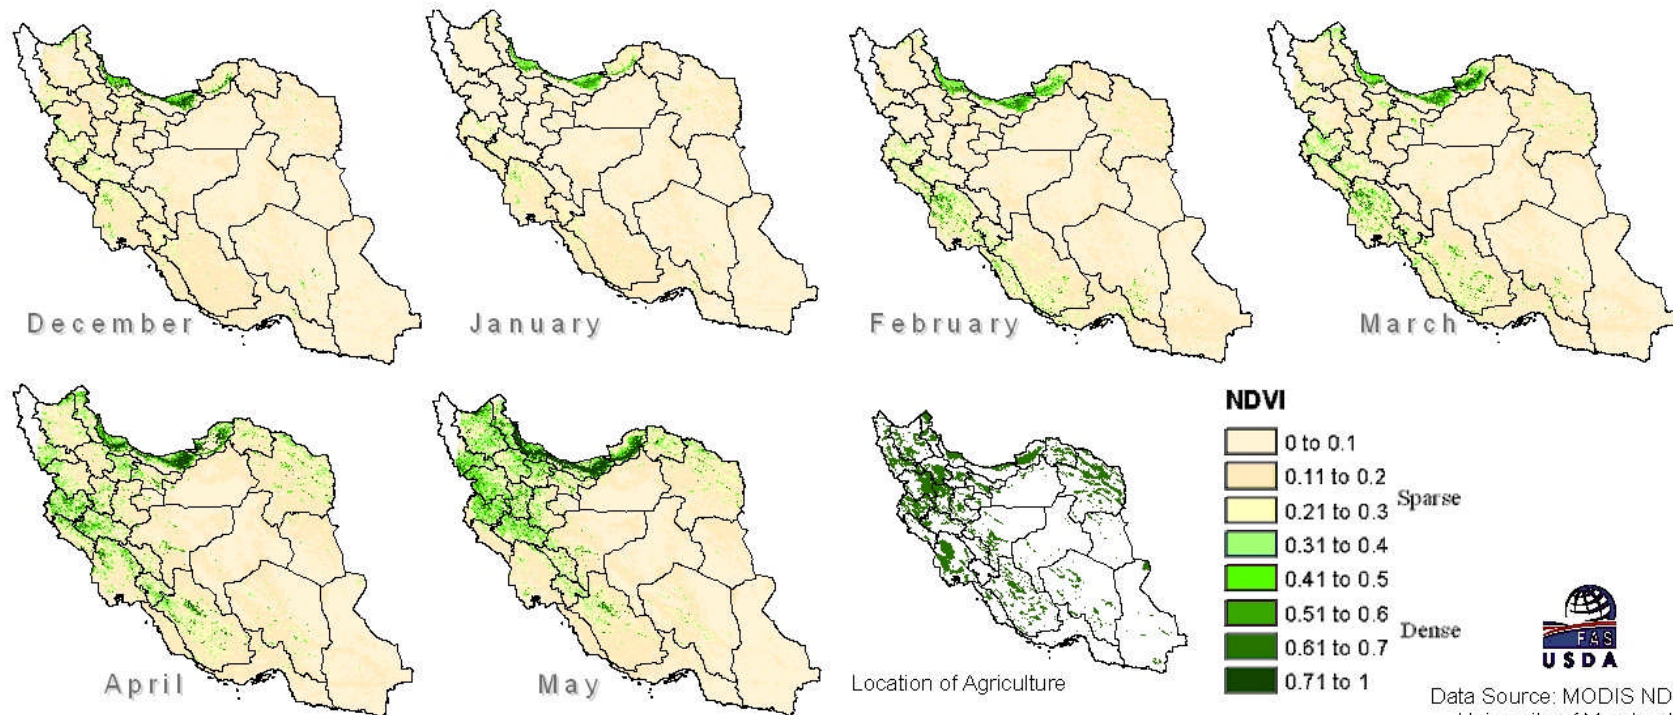 December
January
February
March
April
May
Location of Agriculture
NDVI
0 to 0.1
0.11 to 0.2
0.21 to 0.3
Sparse
0.31 to 0.4
0.41 to 0.5
0.51 to 0.6
Dense
0.61 to 0.7
0.71 to 1
FAS
USDA
Data Source: MODIS ND